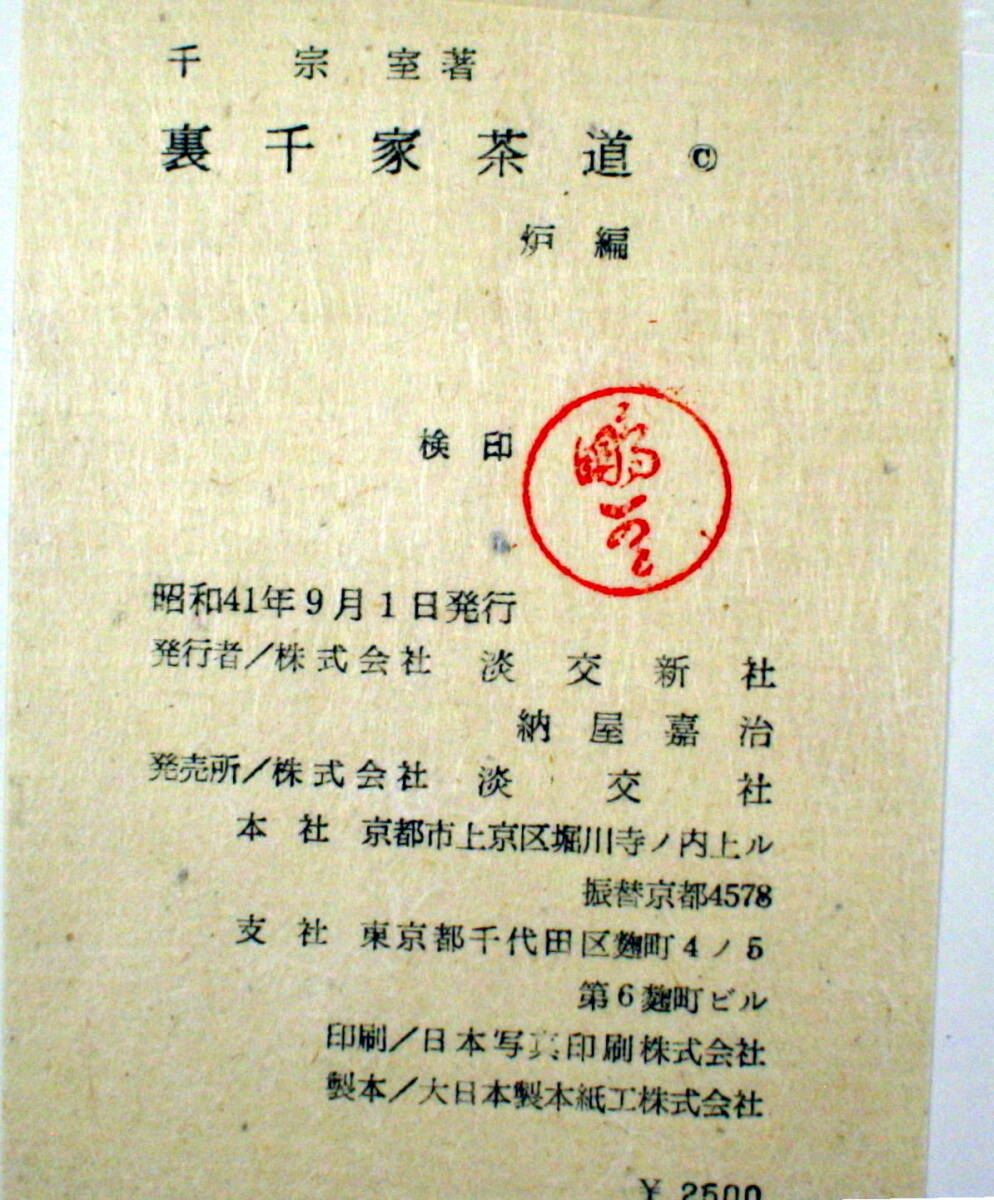 千宗室著
裏千家茶道 ©
炉編
検印
昭和41年9月1日発行
発行者/株式会社 淡交新社
納屋嘉治
発売所/株式会社 淡交社
本社 京都市上京区堀川寺ノ内上ル
振替京都4578
支社 東京都千代田区麹町4ノ5
第6麹町ビル
印刷/日本写真印刷株式会社
製本/大日本製本紙工株式会社
¥ 2500